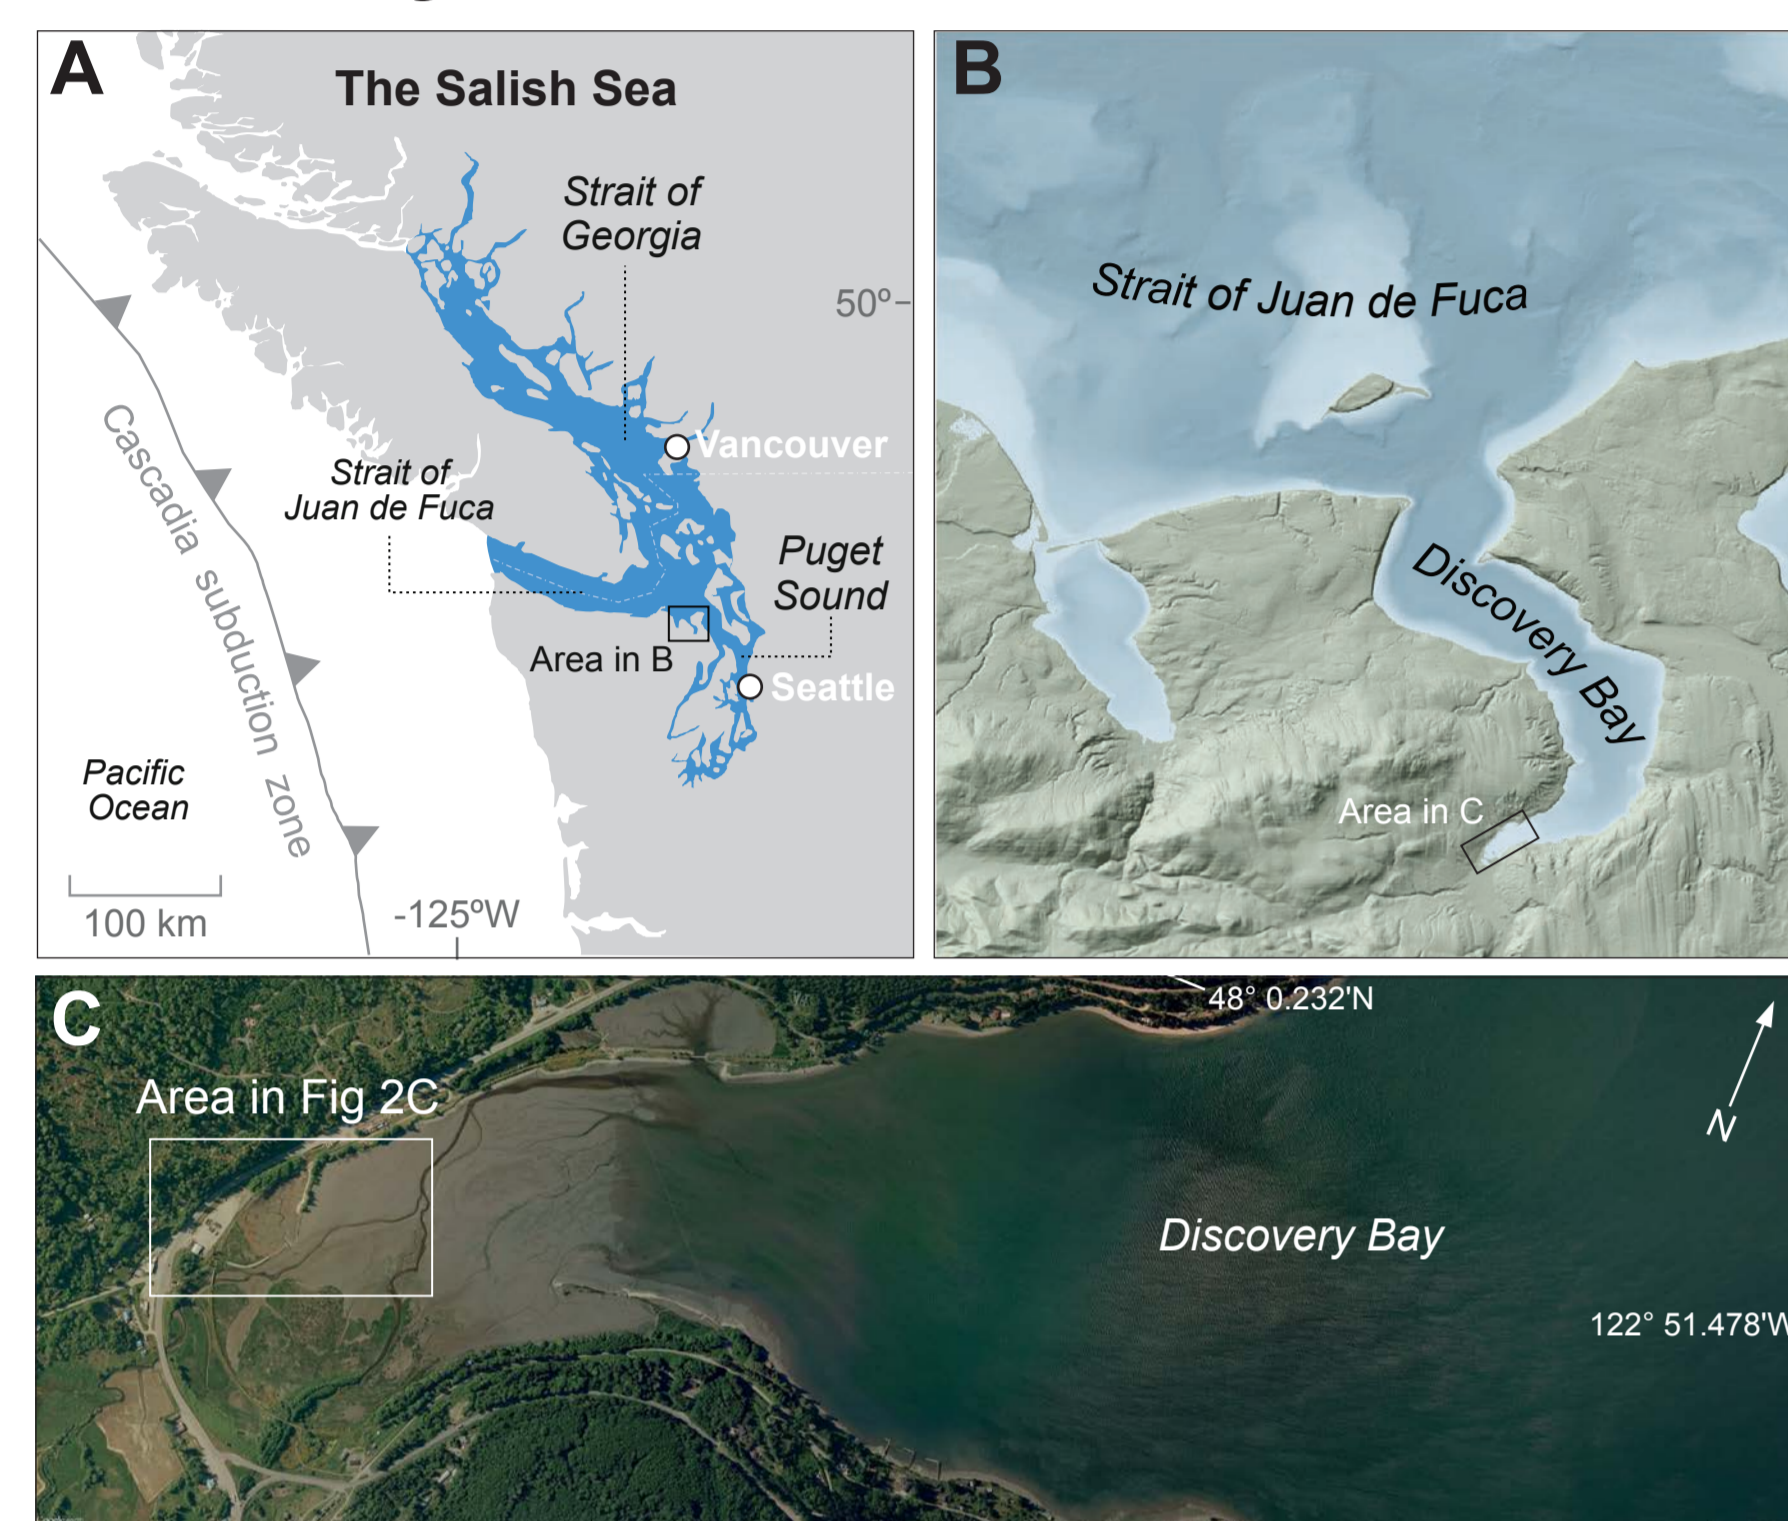 A
The Salish Sea
Strait of
Georgia
50º
Vancouver
Strait of
Juan de Fuca
Puget
Sound
Area in B
Seattle
Cascadia subduction zone
Pacific
Ocean
100 km
-125ºW
B
Strait of Juan de Fuca
Discovery Bay
Area in C
C
48° 0.232'N
Area in Fig 2C
N
Discovery Bay
122° 51.478'W